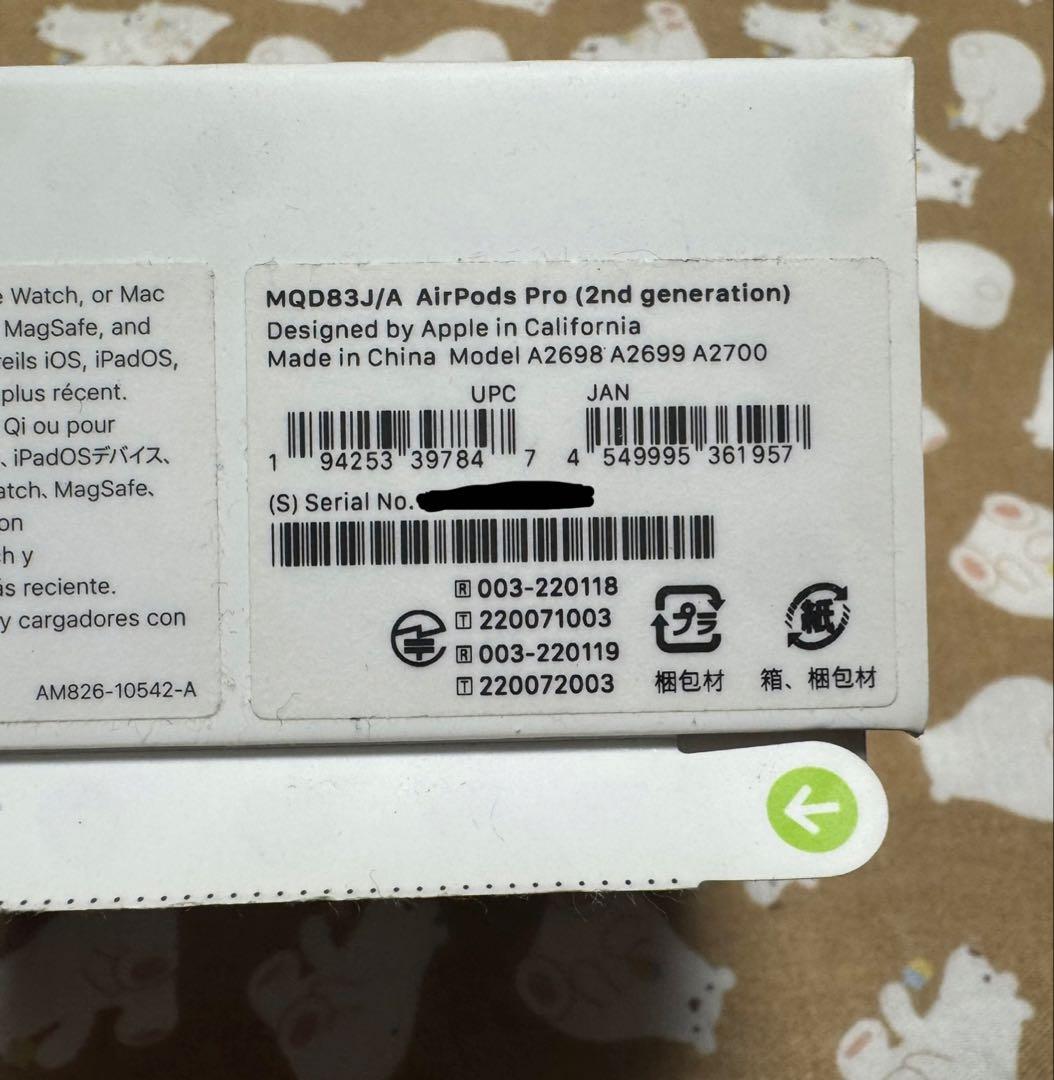 e Watch, or Mac
MagSafe, and
reils iOS, iPadOS,
plus récent.
Qi ou pour
、iPadOSデバイス、
atch、MagSafe、
on
ch y
ás reciente.
y cargadores con
AM826-10542-A
MQD83J/A AirPods Pro (2nd generation)
Designed by Apple in California
Made in China Model A2698 A2699 A2700
UPC
1 94253 39784 7
JAN
4 549995 361957
(S) Serial No.
R 003-220118
T 220071003
R 003-220119
T 220072003
プラ
梱包材
紙
箱、梱包材